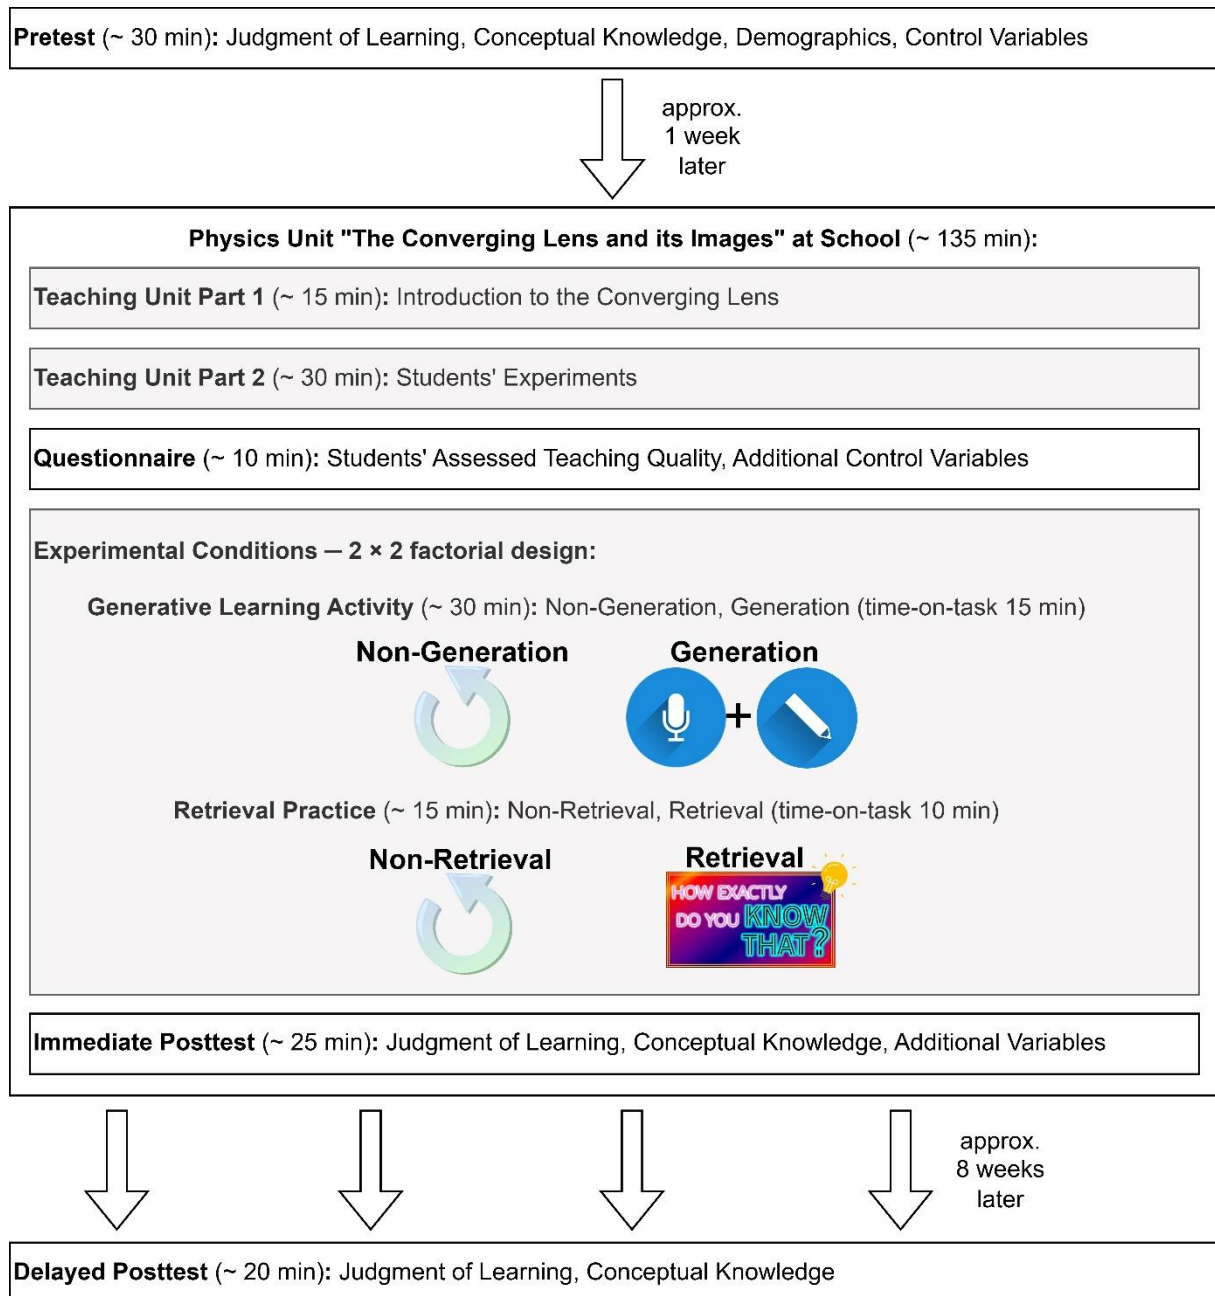 Pretest (~ 30 min): Judgment of Learning, Conceptual Knowledge, Demographics, Control Variables
approx.
1 week
later
Physics Unit "The Converging Lens and its Images" at School (~ 135 min):
Teaching Unit Part 1 (~ 15 min): Introduction to the Converging Lens
Teaching Unit Part 2 (~ 30 min): Students' Experiments
Questionnaire (~ 10 min): Students' Assessed Teaching Quality, Additional Control Variables
Experimental Conditions — 2 × 2 factorial design:
Generative Learning Activity (~ 30 min): Non-Generation, Generation (time-on-task 15 min)
Non-Generation Generation
+
Retrieval Practice (~ 15 min): Non-Retrieval, Retrieval (time-on-task 10 min)
Non-Retrieval Retrieval
HOW EXACTLY
DO YOU KNOW
THAT?
Immediate Posttest (~ 25 min): Judgment of Learning, Conceptual Knowledge, Additional Variables
approx.
8 weeks
later
Delayed Posttest (~ 20 min): Judgment of Learning, Conceptual Knowledge